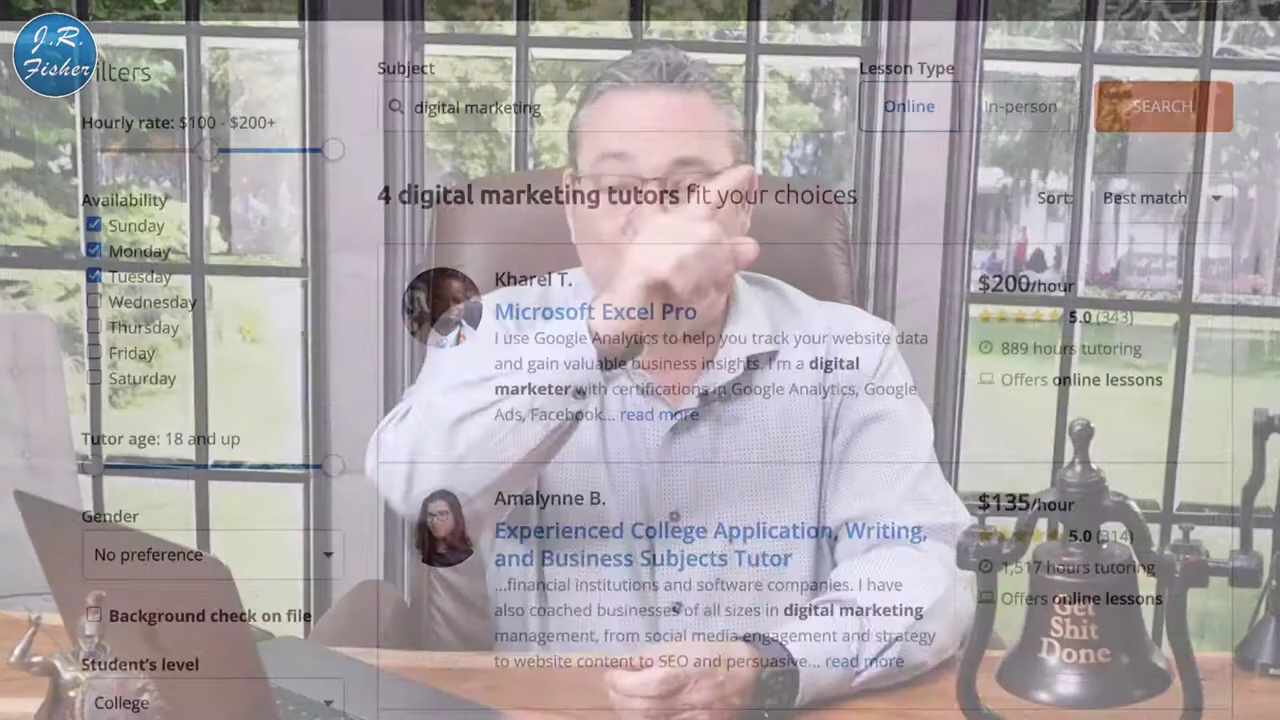 J.R.
Fisher
Filters
Hourly rate: $100 - $200+
Availability
Sunday
Monday
Tuesday
Wednesday
Thursday
Friday
Saturday
Tutor age: 18 and up
Gender
No preference
Background check on file
Student's level
College
Subject
digital marketing
Lesson Type
Online
In-person
SEARCH
4 digital marketing tutors fit your choices
Sort:
Best match
Kharel T.
Microsoft Excel Pro
I use Google Analytics to help you track your website data
and gain valuable business insights. I'm a digital
marketer with certifications in Google Analytics, Google
Ads, Facebook... read more
$200/hour
5.0 (343)
889 hours tutoring
Offers online lessons
Amalynne B.
Experienced College Application, Writing,
and Business Subjects Tutor
...financial institutions and software companies. I have
also coached businesses of all sizes in digital marketing
management, from social media engagement and strategy
to website content to SEO and persuasive... read more
$135/hour
5.0 (314)
1,517 hours tutoring
Offers online lessons
Get
Shit
Done